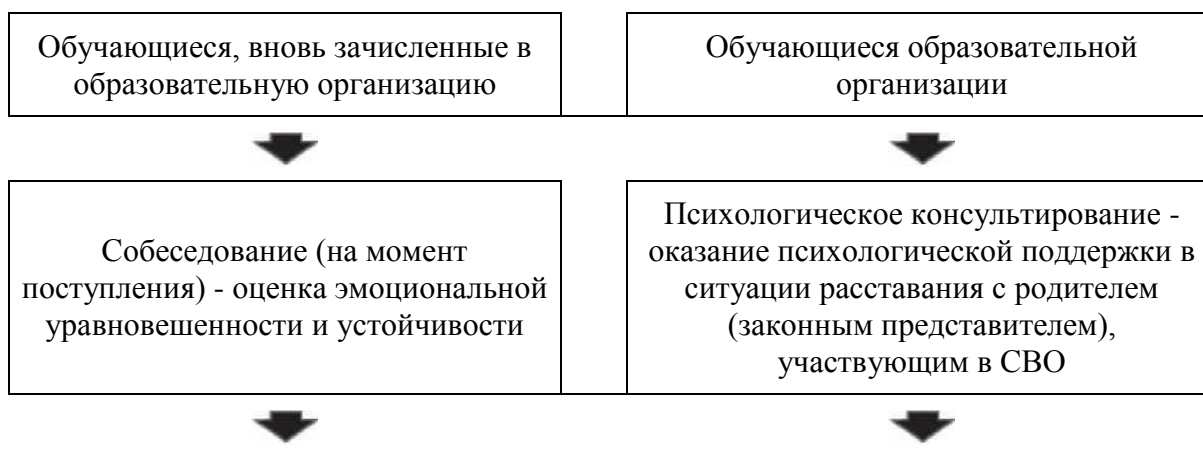 Обучающиеся, вновь зачисленные в
образовательную организацию
Обучающиеся образовательной
организации
Собеседование (на момент
поступления) - оценка эмоциональной
уравновешенности и устойчивости
Психологическое консультирование -
оказание психологической поддержки в
ситуации расставания с родителем
(законным представителем),
участвующим в СВО